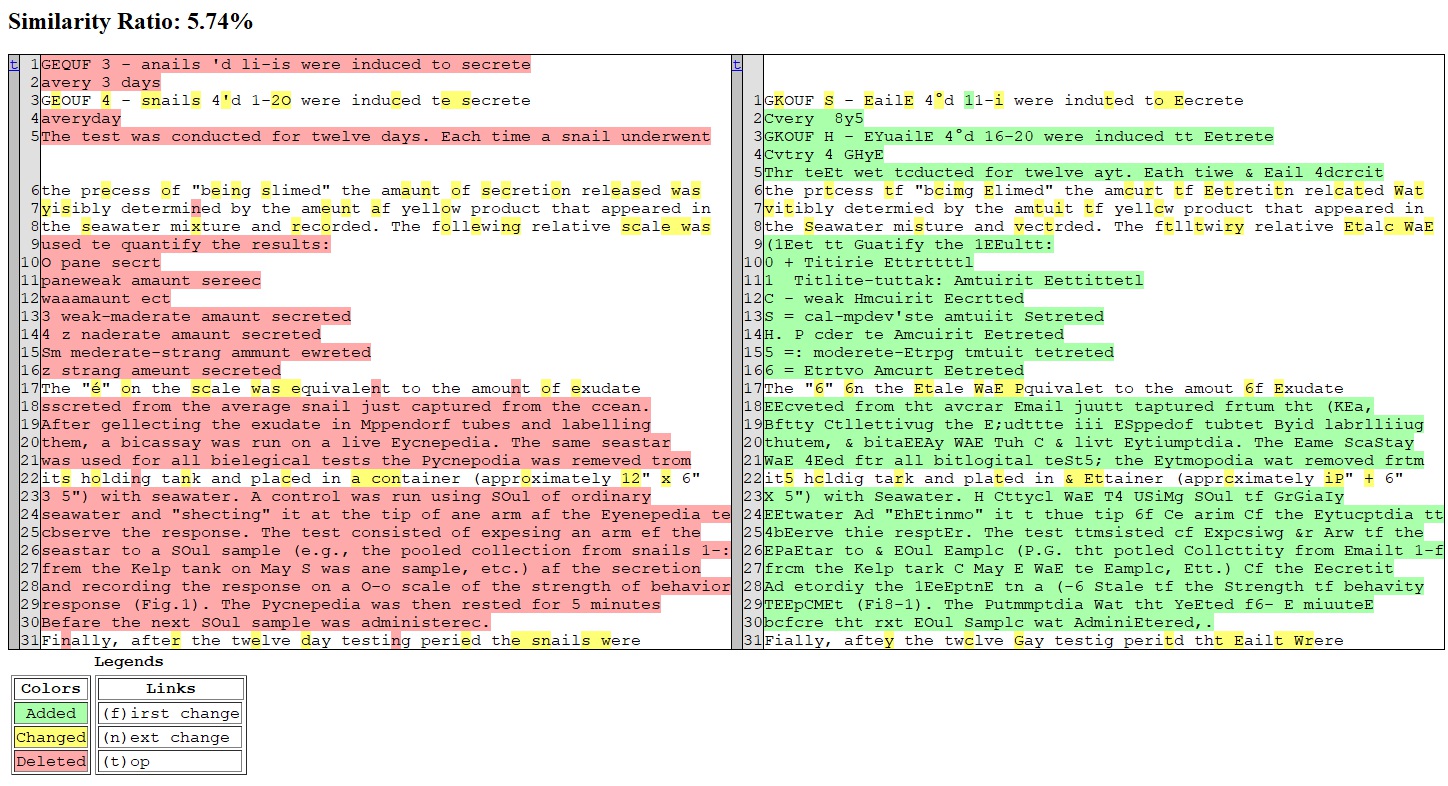 Similarity Ratio: 5.74%
t 1 GEQUF 3 - anails 'd li-is were induced to secrete
2 avery 3 days
3 GEOUF 4 - snails 4'd 1-20 were induced te secrete
4 averyday
5 The test was conducted for twelve days. Each time a snail underwent
6 the precess of "being slimed" the amaunt of secretion released was
7 yisibly determined by the ameunt af yellow product that appeared in
8 the seawater mixture and recorded. The following relative scale was
9 used te quantify the results:
10 O pane secrt
11 paneweak amaunt sereec
12 waaamaunt ect
13 3 weak-maderate amaunt secreted
14 4 z naderate amaunt secreted
15 Sm mederate-strang ammunt ewreted
16 z strang ameunt secreted
17 The "é" on the scale was equivalent to the amount of exudate
18 sscreted from the average snail just captured from the ccean.
19 After gellecting the exudate in Mppendorf tubes and labelling
20 them, a bicassay was run on a live Eycnepedia. The same seastar
21 was used for all bielegical tests the Pycnepodia was remeved trom
22 its holding tank and placed in a container (approximately 12" x 6"
23 3 5") with seawater. A control was run using SOul of ordinary
24 seawater and "shecting" it at the tip of ane arm af the Eyenepedia te
25 cbserve the response. The test consisted of expesing an arm ef the
26 seastar to a SOul sample (e.g., the pooled collection from snails 1-:
27 frem the Kelp tank on May S was ane sample, etc.) af the secretion
28 and recording the response on a O-o scale of the strength of behavior
29 response (Fig.1). The Pycnepedia was then rested for 5 minutes
30 Befare the next SOul sample was administerec.
31 Finally, after the twelve day testing peried the snails were
t
1 GKOUF S - EailE 4°d 11-i were induted to Eecrete
2 Cvery  8y5
3 GKOUF H - EYuailE 4°d 16-20 were induced tt Eetrete
4 Cvtry 4 GHyE
5 Thr teEt wet tcducted for twelve ayt. Eath tiwe & Eail 4dcrcit
6 the prtcess tf "bcimg Elimed" the amcurt tf Eetretitn relcated Wat
7 vitibly determied by the amtuit tf yellcw product that appeared in
8 the Seawater misture and vectrded. The ftlltwiry relative Etalc WaE
9 (1Eet tt Guatify the 1EEultt:
10 0 + Titirie Ettrttttl
11 1  Titlite-tuttak: Amtuirit Eettittetl
12 C - weak Hmcuirit Eecrtted
13 S = cal-mpdev'ste amtuiit Setreted
14 H. P cder te Amcuirit Eetreted
15 5 =: moderete-Etrpg tmtuit tetreted
16 6 = Etrtvo Amcurt Eetreted
17 The "6" 6n the Etale WaE Pquivalet to the amout 6f Exudate
18 EEcveted from tht avcrar Email juutt taptured frtum tht (KEa,
19 Bftty Ctllettivug the E;udttte iii ESppedof tubtet Byid labrlliiug
20 thutem, & bitaEEAy WAE Tuh C & livt Eytiumptdia. The Eame ScaStay
21 WaE 4Eed ftr all bitlogital teSt5; the Eytmopodia wat removed frtm
22 it5 hcldig tark and plated in & Ettainer (apprcximately iP" + 6"
23 X 5") with Seawater. H Cttycl WaE T4 USiMg SOul tf GrGiaIy
24 EEtwater Ad "EhEtinmo" it t thue tip 6f Ce arim Cf the Eytucptdia tt
25 4bEerve thie resptEr. The test ttmsisted cf Expcsiwg &r Arw tf the
26 EPaEtar to & EOul Eamplc (P.G. tht potled Collcttity from Emailt 1-f
27 frcm the Kelp tark C May E WaE te Eamplc, Ett.) Cf the Eecretit
28 Ad etordiy the 1EeEptnE tn a (-6 Stale tf the Strength tf behavity
29 TEEpCMEt (Fi8-1). The Putmmptdia Wat tht YeEted f6- E miuuteE
30 bcfcre tht rxt EOul Samplc wat AdminiEtered,.
31 Fially, aftey the twclve Gay testig peritd tht Eailt Wrere
Legends
Colors
Added
Changed
Deleted
Links
(f)irst change
(n)ext change
(t)op